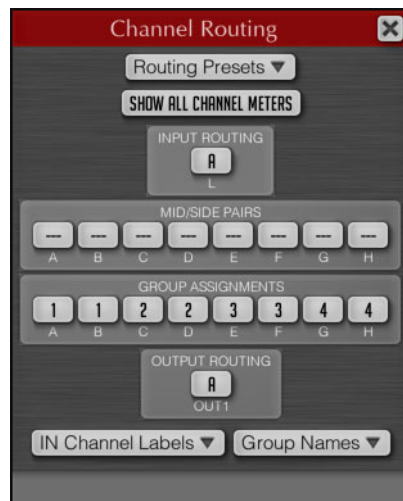 Channel Routing
Routing Presets ▼
SHOW ALL CHANNEL METERS
INPUT ROUTING
A
L
MID/SIDE PAIRS
--- --- --- --- --- --- --- ---
A B C D E F G H
GROUP ASSIGNMENTS
1 1 2 2 3 3 4 4
A B C D E F G H
OUTPUT ROUTING
A
OUT1
IN Channel Labels ▼ Group Names ▼